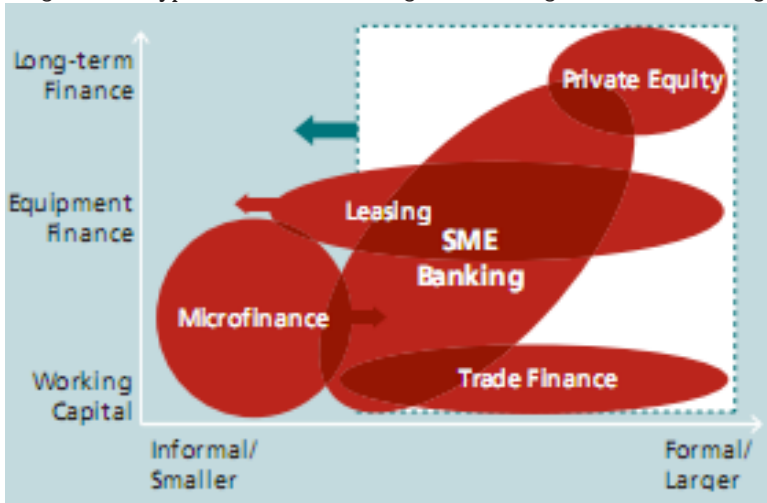 Long-term
Finance
Private Equity
Equipment
Finance
Leasing
SME
Banking
Microfinance
Working
Capital
Trade Finance
Informal/
Smaller
Formal/
Larger